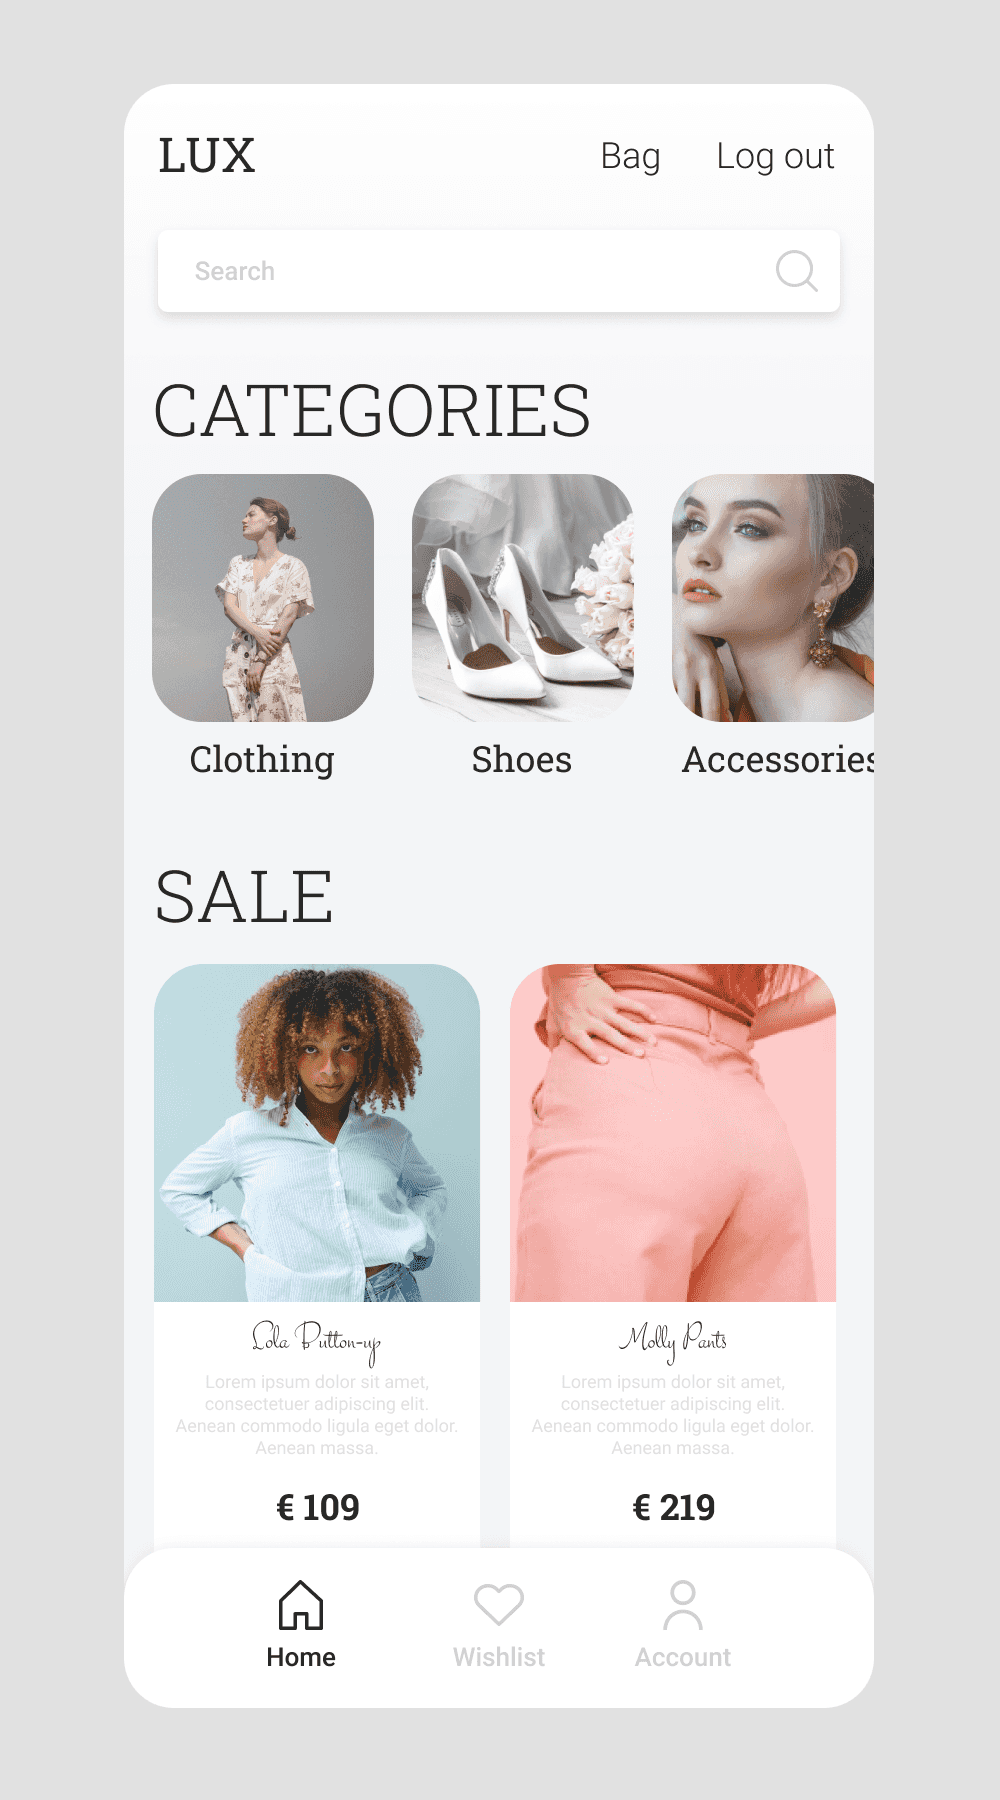 LUX
Bag
Log out
Search
CATEGORIES
Clothing
Shoes
Accessories
SALE
Lola Button-up
Lorem ipsum dolor sit amet,
consectetuer adipiscing elit.
Aenean commodo ligula eget dolor.
Aenean massa.
€ 109
Molly Pants
Lorem ipsum dolor sit amet,
consectetuer adipiscing elit.
Aenean commodo ligula eget dolor.
Aenean massa.
€ 219
Home
Wishlist
Account